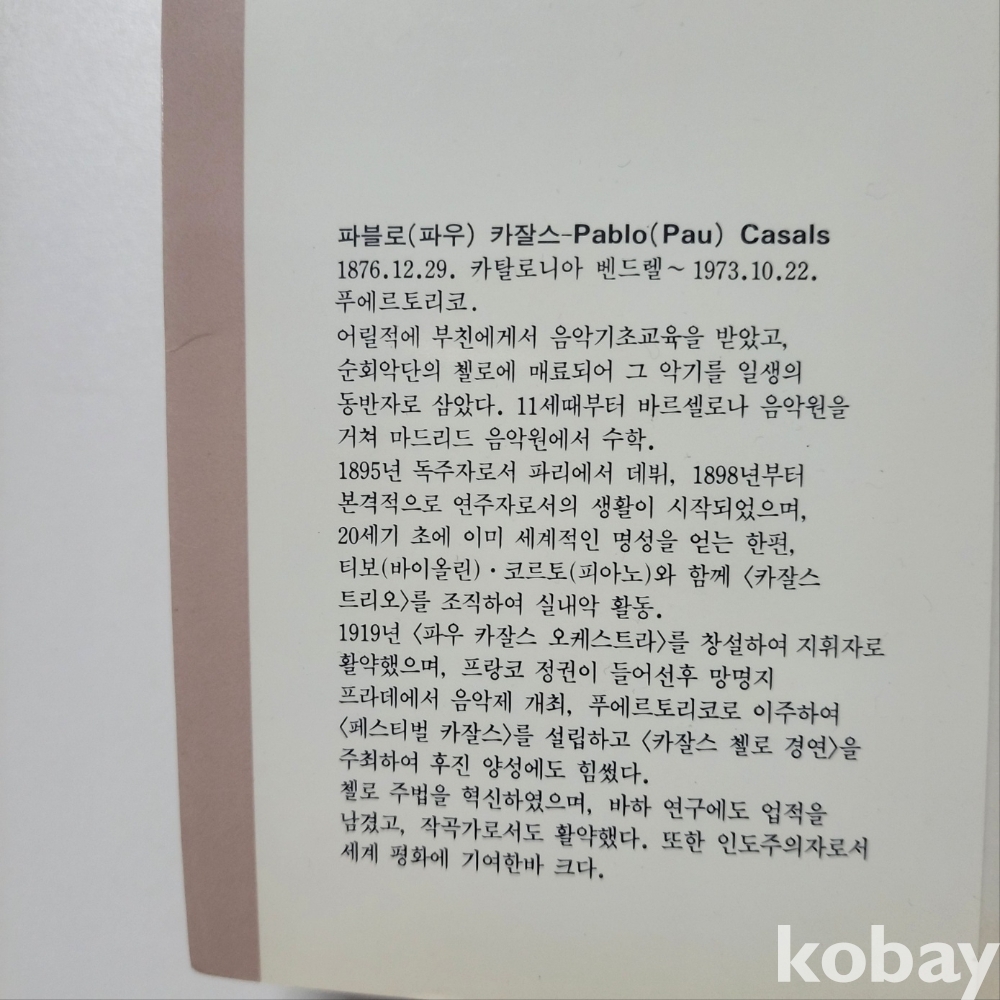 파블로(파우) 카잘스-Pablo(Pau) Casals
1876.12.29. 카탈로니아 벤드렐~1973.10.22.
푸에르토리코.
어릴적에 부친에게서 음악기초교육을 받았고,
순회악단의 첼로에 매료되어 그 악기를 일생의
동반자로 삼았다. 11세때부터 바르셀로나 음악원을
거쳐 마드리드 음악원에서 수학.
1895년 독주자로서 파리에서 데뷔, 1898년부터
본격적으로 연주자로서의 생활이 시작되었으며,
20세기 초에 이미 세계적인 명성을 얻는 한편,
티보(바이올린)·코르토(피아노)와 함께 〈카잘스
트리오〉를 조직하여 실내악 활동.
1919년 〈파우 카잘스 오케스트라〉를 창설하여 지휘자로
활약했으며, 프랑코 정권이 들어선후 망명지
프라데에서 음악제 개최, 푸에르토리코로 이주하여
〈페스티벌 카잘스〉를 설립하고 〈카잘스 첼로 경연〉을
주최하여 후진 양성에도 힘썼다.
첼로 주법을 혁신하였으며, 바하 연구에도 업적을
남겼고, 작곡가로서도 활약했다. 또한 인도주의자로서
세계 평화에 기여한바 크다.
kobay